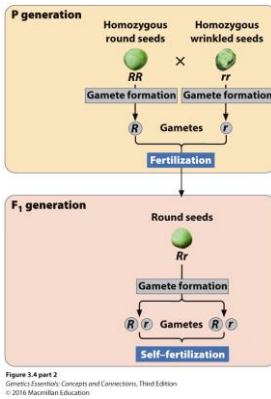 P generation
Homozygous round seeds
Homozygous wrinkled seeds
×
RR
rr
Gamete formation
Gamete formation
R
Gametes
r
Fertilization
F₁ generation
Round seeds
Rr
Gamete formation
R r
Gametes
R r
Self–fertilization
Figure 3.4 part 2
Genetics Essentials: Concepts and Connections, Third Edition
© 2016 Macmillan Education